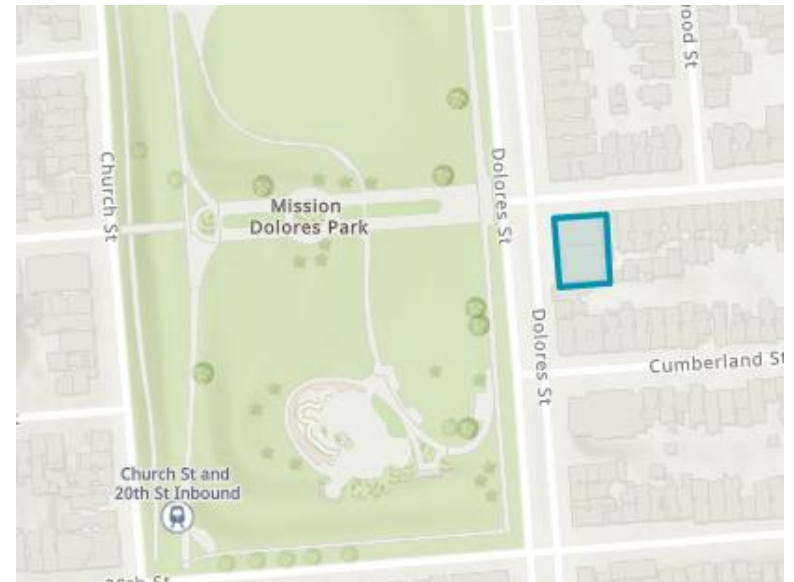 ood St
Church St
Dolores St
Mission
Dolores Park
Dolores St
Cumberland St
Church St and
20th St Inbound